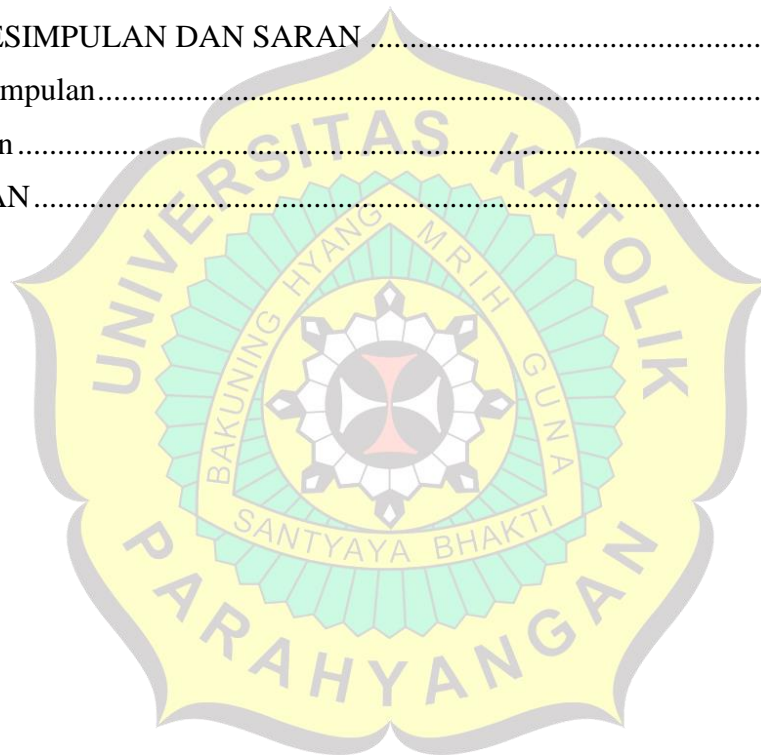 ESIMPULAN DAN SARAN ................................................
mpulan................................................
n ................................................
AN ................................................
UNIVERSITAS KATOLIK
BAKUNING HYANG MRIH GUNA
SANTYAYA BHAKTI
PARAHYANGAN